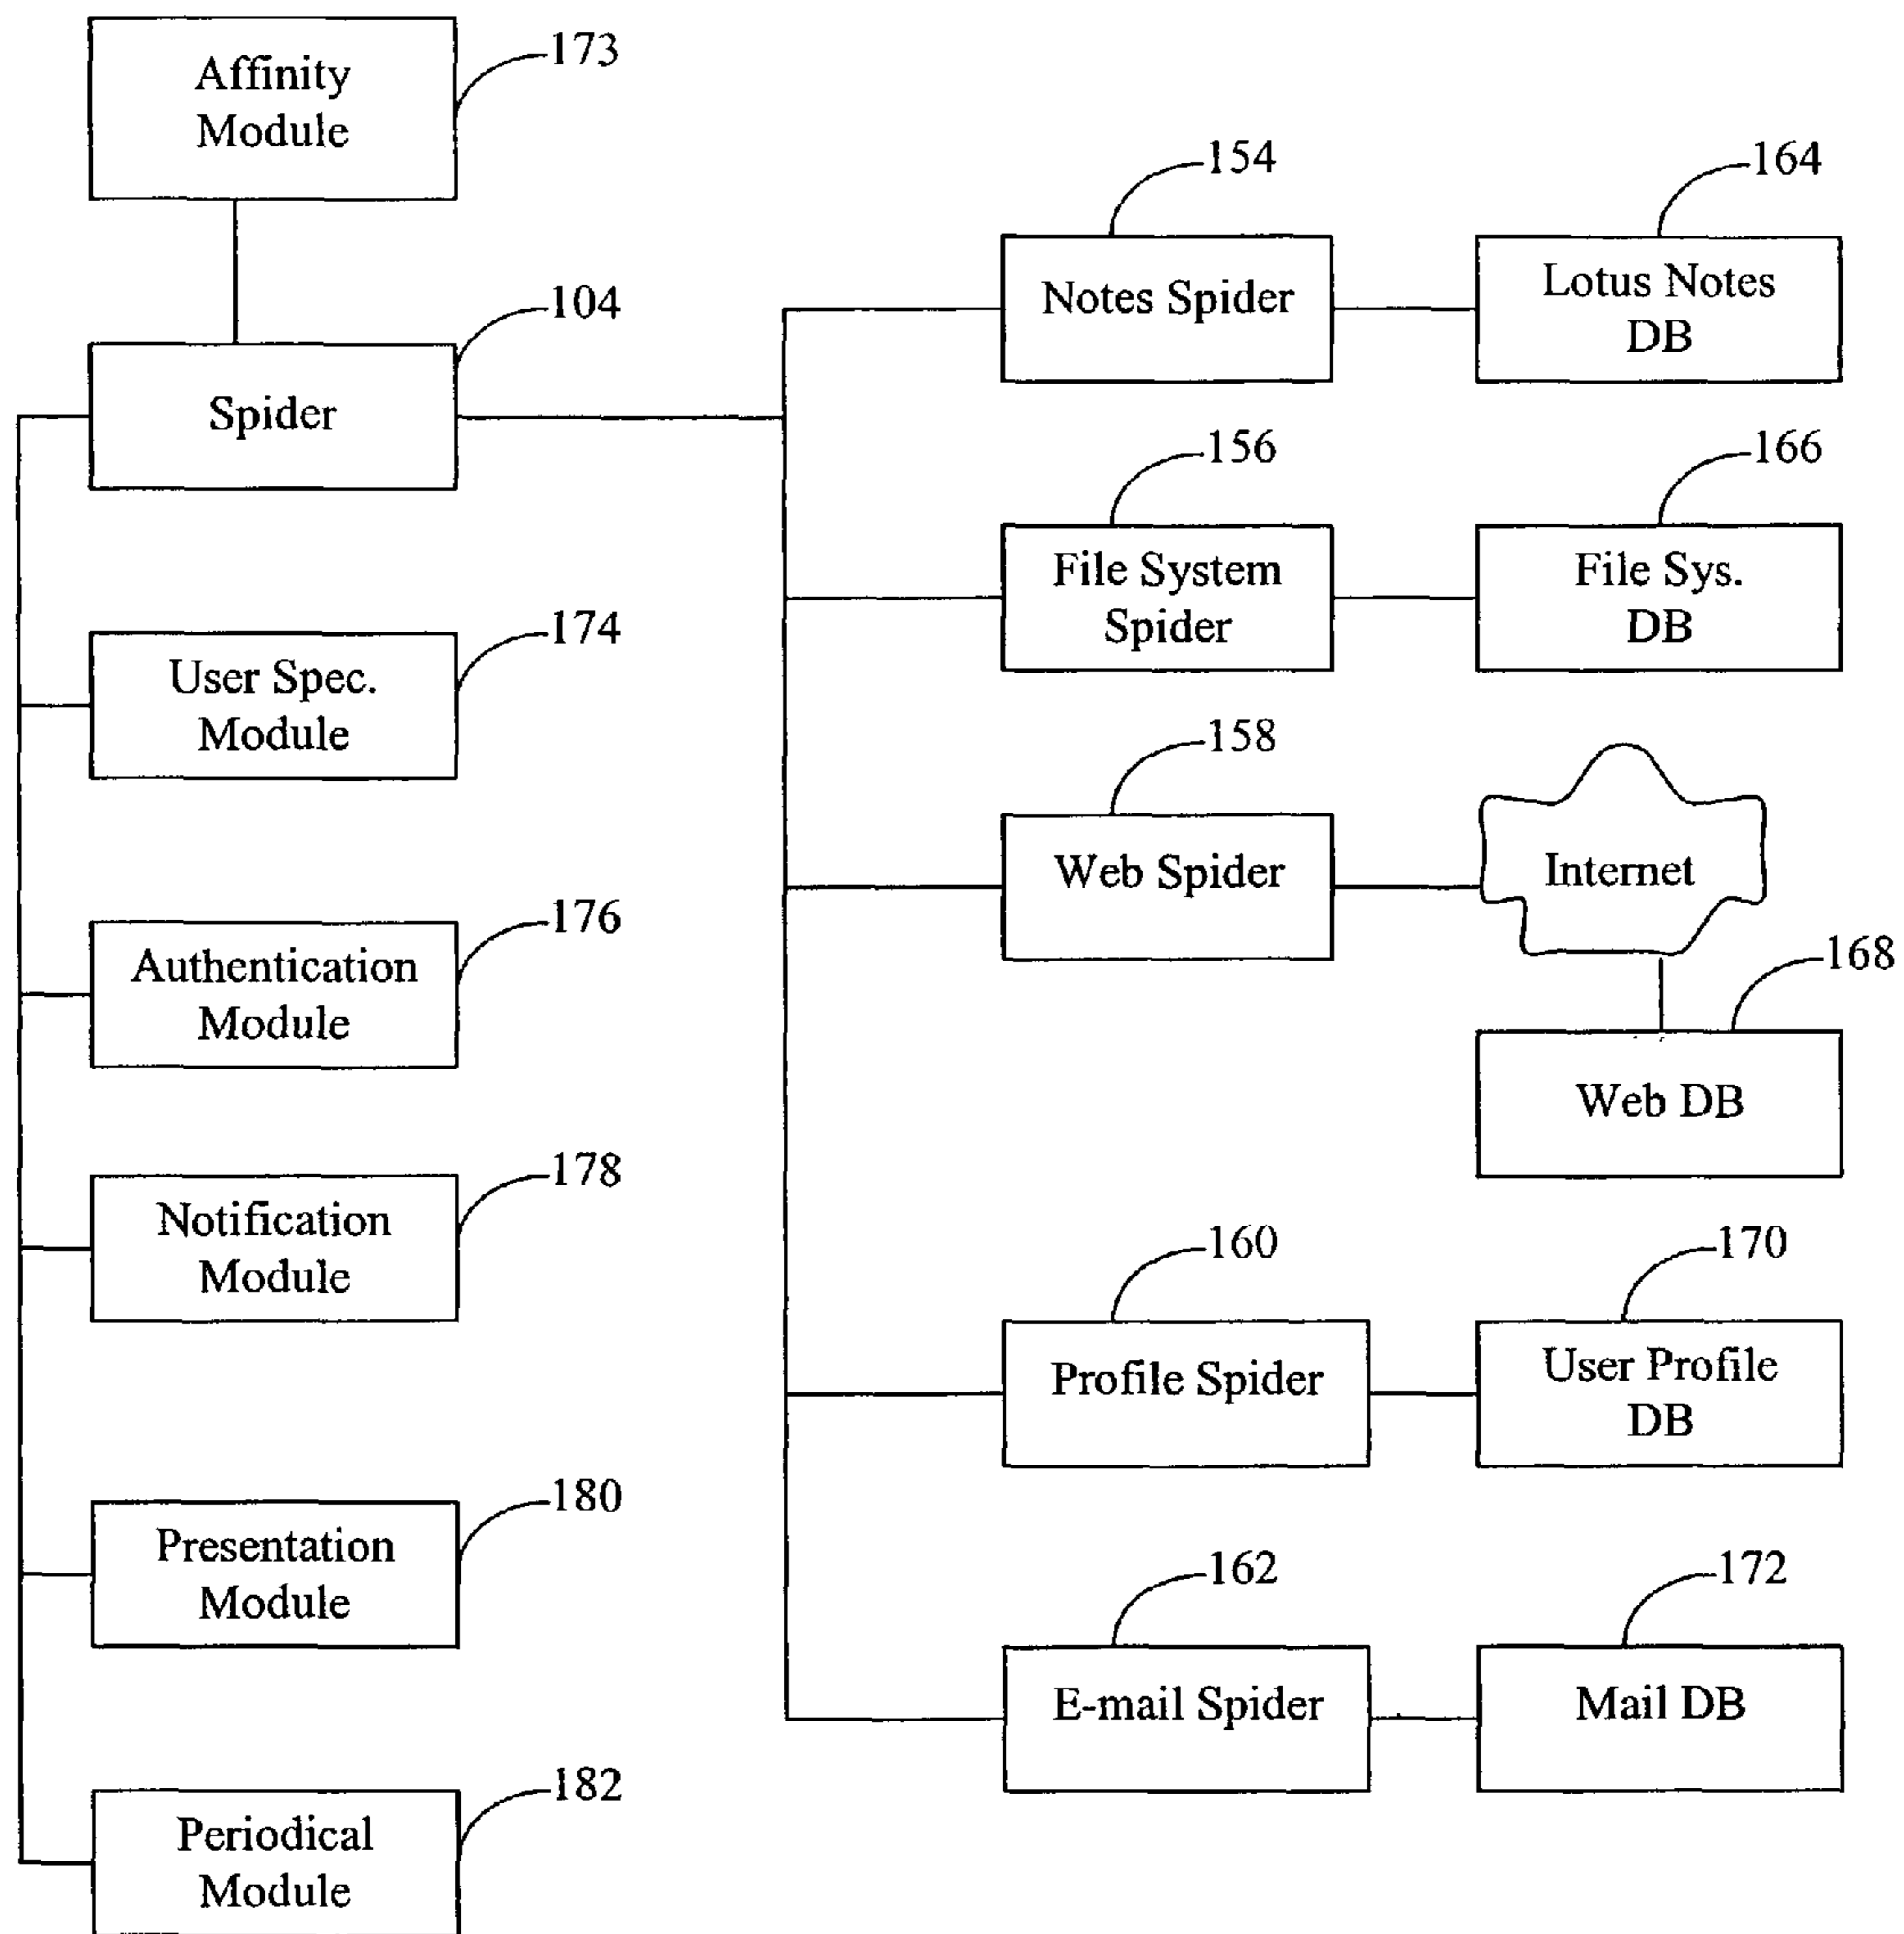 Affinity
Module
173
Spider
104
User Spec.
Module
174
Authentication
Module
176
Notification
Module
178
Presentation
Module
180
Periodical
Module
182
Notes Spider
154
Lotus Notes
DB
164
File System
Spider
156
File Sys.
DB
166
Web Spider
158
Internet
Web DB
168
Profile Spider
160
User Profile
DB
170
E-mail Spider
162
Mail DB
172